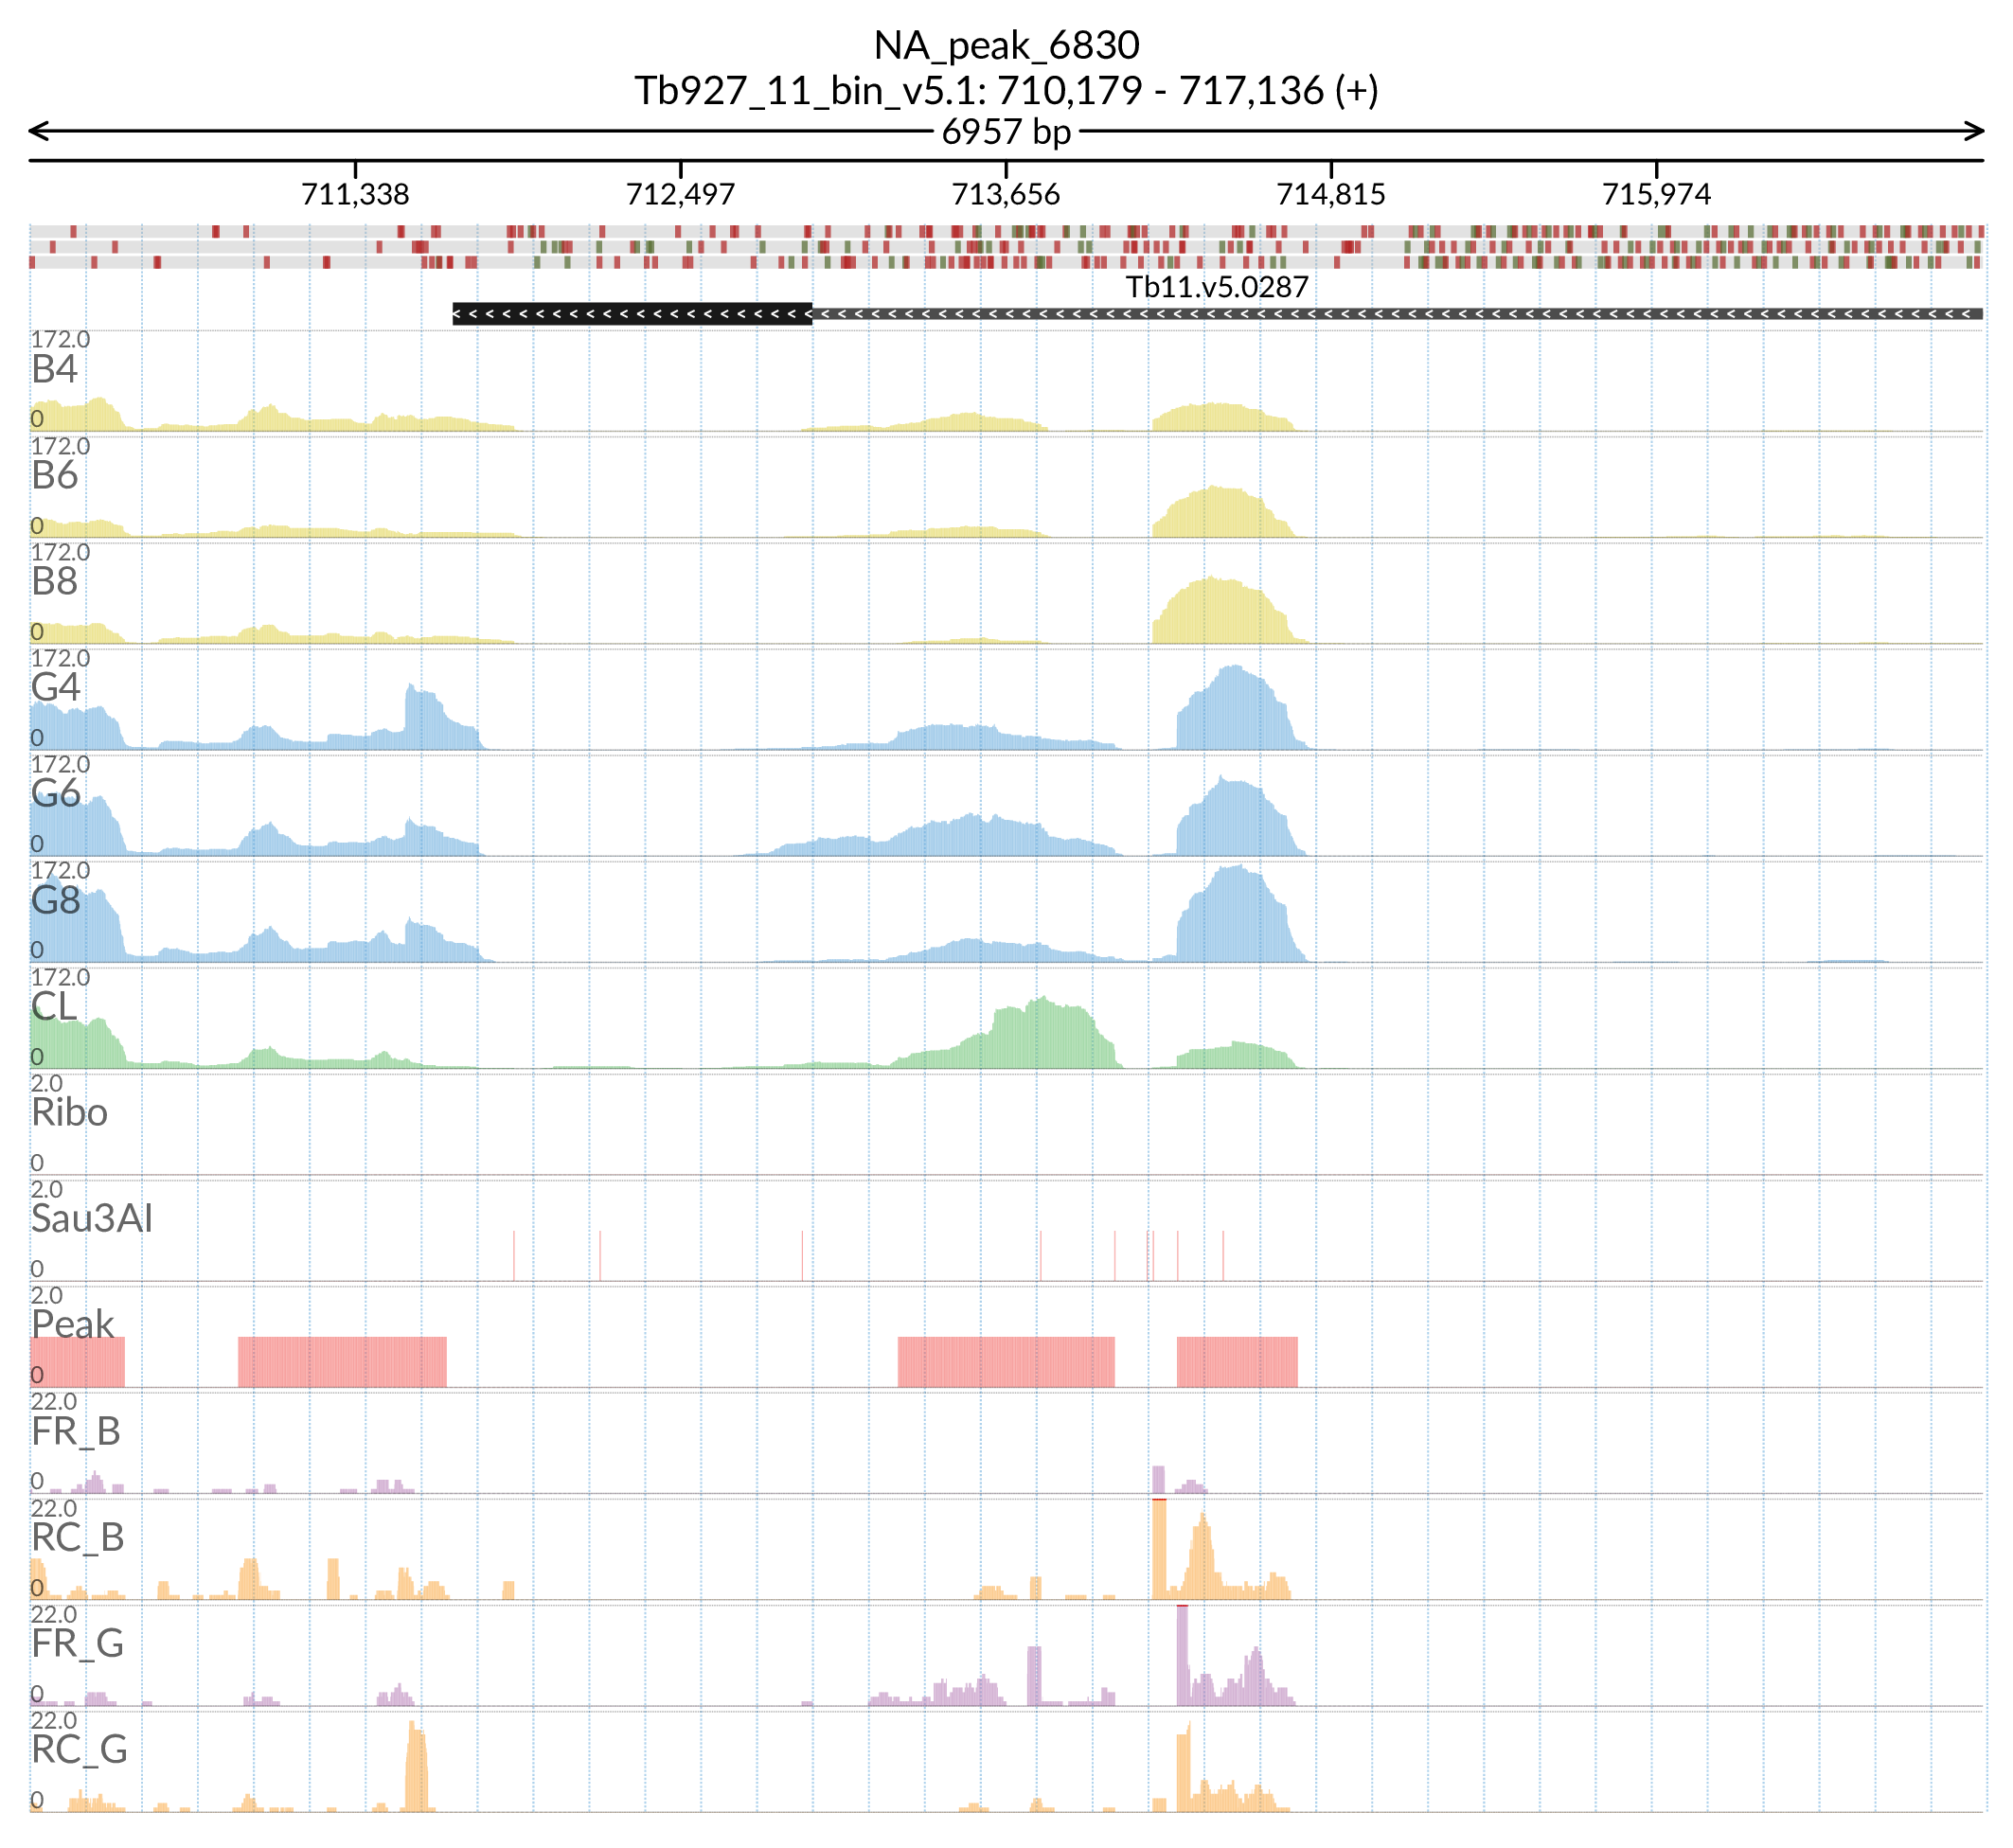 NA_peak_6830
Tb927_11_bin_v5.1: 710,179 - 717,136 (+)
6957 bp
711,338 712,497 713,656 714,815 715,974
Tb11.v5.0287
172.0
B4
0
172.0
B6
0
172.0
B8
0
172.0
G4
0
172.0
G6
0
172.0
G8
0
172.0
CL
0
2.0
Ribo
0
2.0
Sau3AI
0
2.0
Peak
0
22.0
FR_B
0
22.0
RC_B
0
22.0
FR_G
0
22.0
RC_G
0